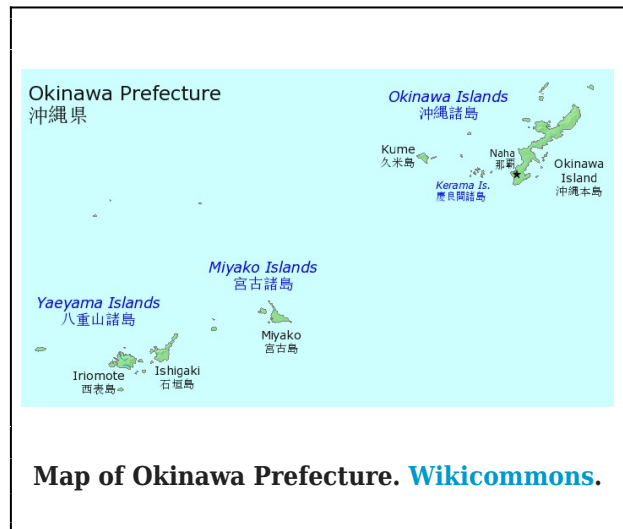 Okinawa Prefecture
沖縄県
Okinawa Islands
沖縄諸島
Kume
久米島
Naha
那覇
Okinawa
Island
沖縄本島
Kerama Is.
慶良間諸島
Miyako Islands
宮古諸島
Yaeyama Islands
八重山諸島
Miyako
宮古島
Iriomote
西表島
Ishigaki
石垣島
Map of Okinawa Prefecture. Wikicommons.